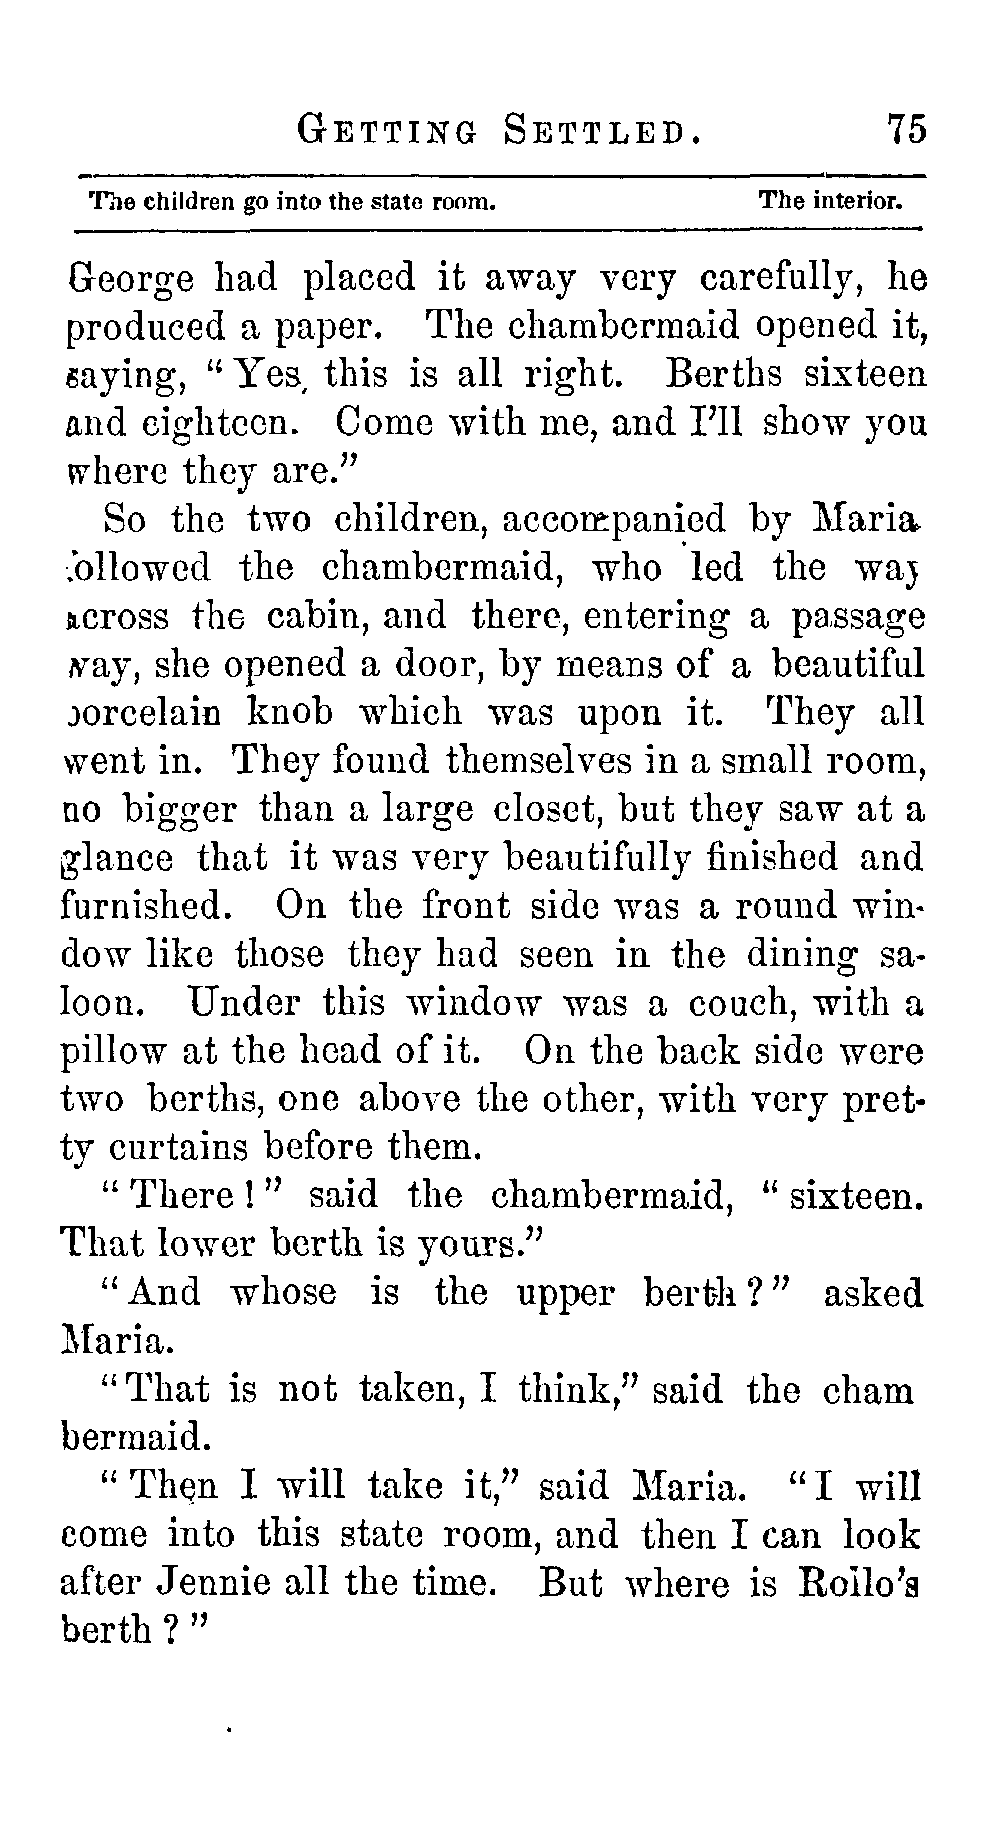 GETTING SETTLED. 75
The children go into the state room. The interior.
George had placed it away very carefully, he
produced a paper. The chambermaid opened it,
saying, “Yes, this is all right. Berths sixteen
and eighteen. Come with me, and I’ll show you
where they are.”
So the two children, accompanied by Maria
followed the chambermaid, who led the way
across the cabin, and there, entering a passage
way, she opened a door, by means of a beautiful
porcelain knob which was upon it. They all
went in. They found themselves in a small room,
no bigger than a large closet, but they saw at a
glance that it was very beautifully finished and
furnished. On the front side was a round win-
dow like those they had seen in the dining sa-
loon. Under this window was a couch, with a
pillow at the head of it. On the back side were
two berths, one above the other, with very pret-
ty curtains before them.
“There!” said the chambermaid, “sixteen.
That lower berth is yours.”
“And whose is the upper berth?” asked
Maria.
“That is not taken, I think,” said the cham
bermaid.
“Then I will take it,” said Maria. “I will
come into this state room, and then I can look
after Jennie all the time. But where is Rollo’s
berth?”